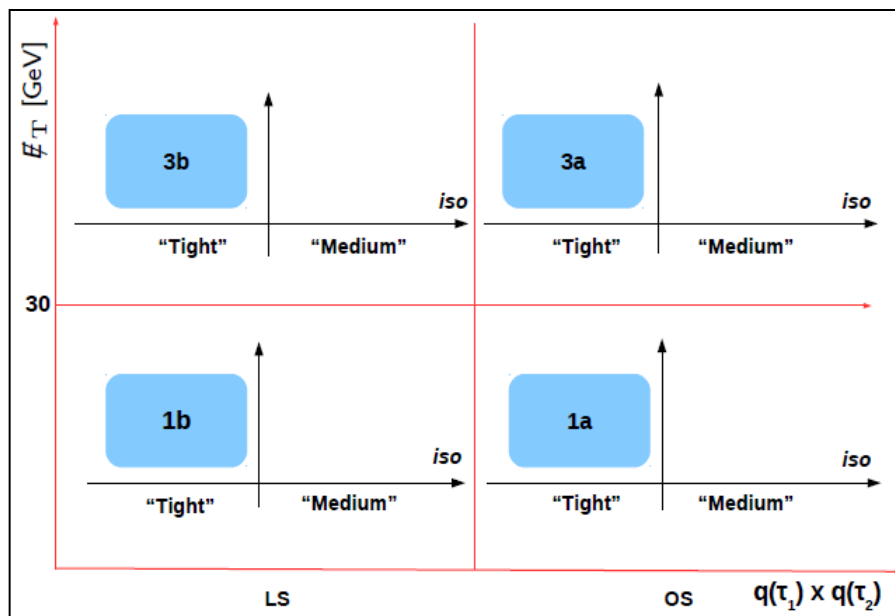 E̸_T [GeV]
3b
3a
iso
iso
“Tight” “Medium”
“Tight” “Medium”
30
1b
1a
iso
iso
“Tight” “Medium”
“Tight” “Medium”
LS
OS
q(τ₁) x q(τ₂)